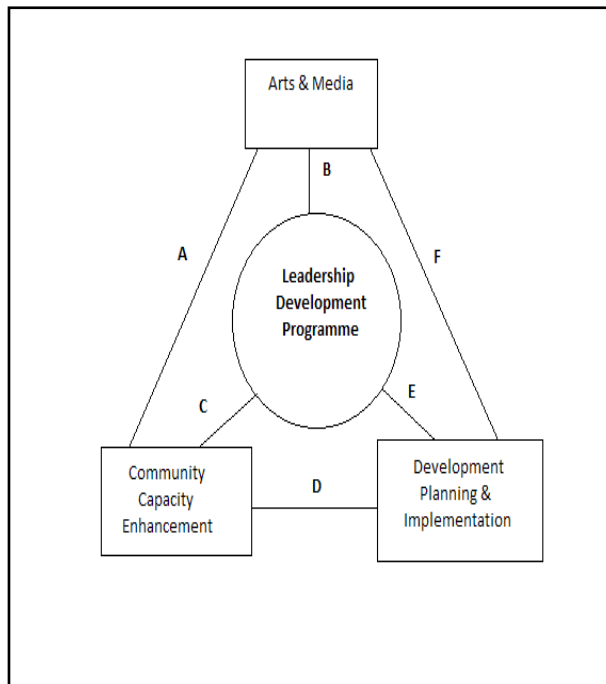 Arts & Media
B
A
F
Leadership
Development
Programme
E
C
Community
Capacity
Enhancement
D
Development
Planning &
Implementation